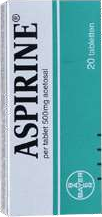 ASPIRINE®
per tablet 500mg acetosal
20 tabletten
BAYER